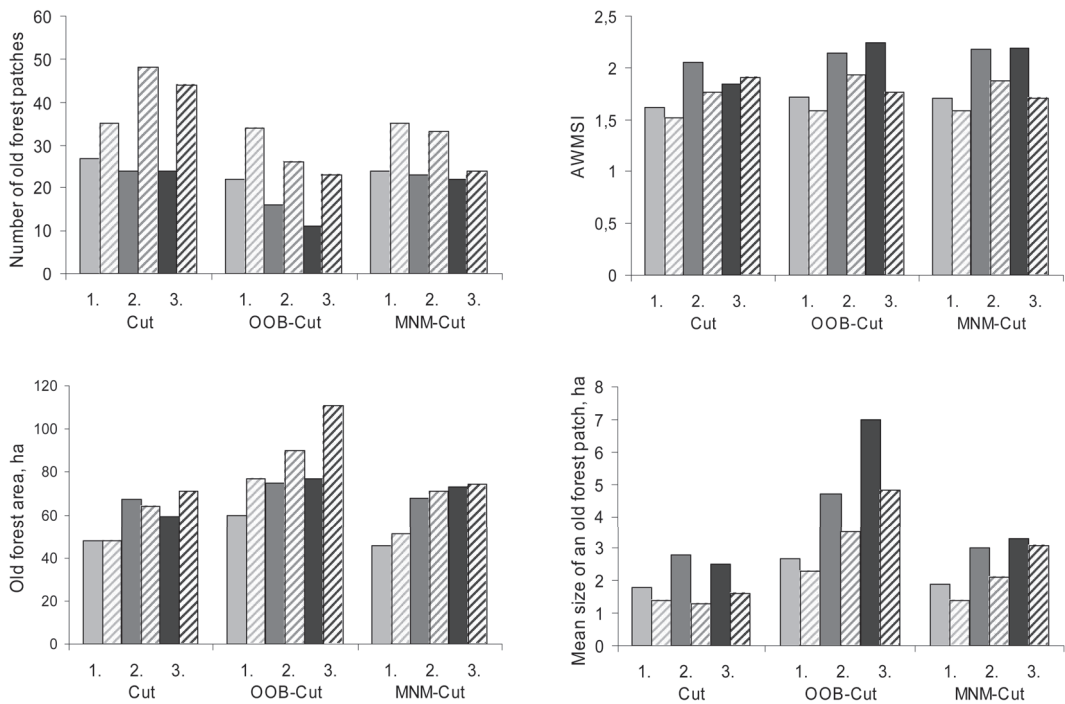 Number of old forest patches
60
50
40
30
20
10
0
1. 2. 3. 1. 2. 3. 1. 2. 3.
Cut OOB-Cut MNM-Cut
AWMSI
2,5
2
1,5
1
0,5
0
1. 2. 3. 1. 2. 3. 1. 2. 3.
Cut OOB-Cut MNM-Cut
Old forest area, ha
120
100
80
60
40
20
0
1. 2. 3. 1. 2. 3. 1. 2. 3.
Cut OOB-Cut MNM-Cut
Mean size of an old forest patch, ha
8
7
6
5
4
3
2
1
0
1. 2. 3. 1. 2. 3. 1. 2. 3.
Cut OOB-Cut MNM-Cut